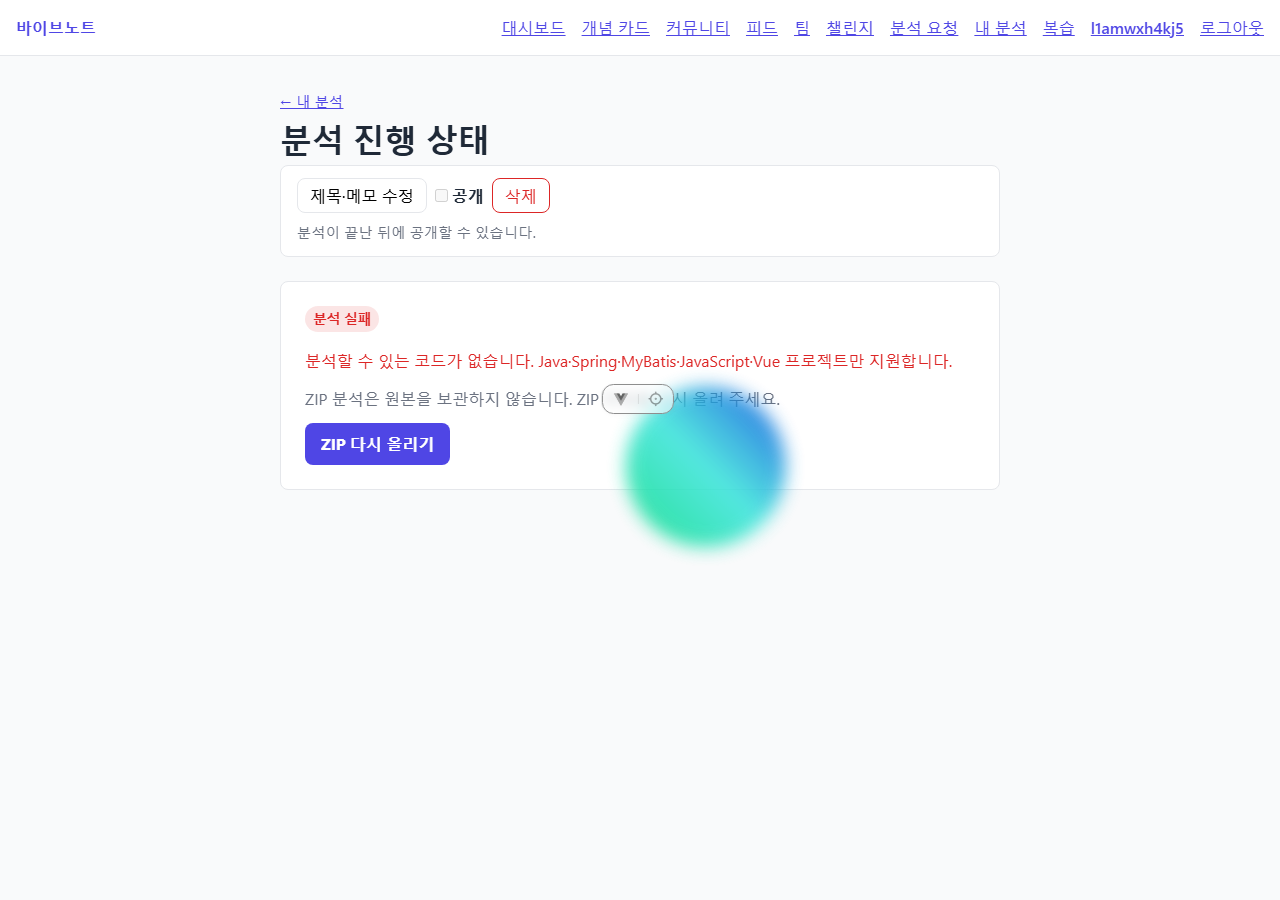 바이브노트
대시보드 개념 카드 커뮤니티 피드 팀 챌린지 분석 요청 내 분석 복습 l1amwxh4kj5 로그아웃
← 내 분석
분석 진행 상태
제목·메모 수정 공개 삭제
분석이 끝난 뒤에 공개할 수 있습니다.
분석 실패
분석할 수 있는 코드가 없습니다. Java·Spring·MyBatis·JavaScript·Vue 프로젝트만 지원합니다.
ZIP 분석은 원본을 보관하지 않습니다. ZIP 시 올려 주세요.
ZIP 다시 올리기